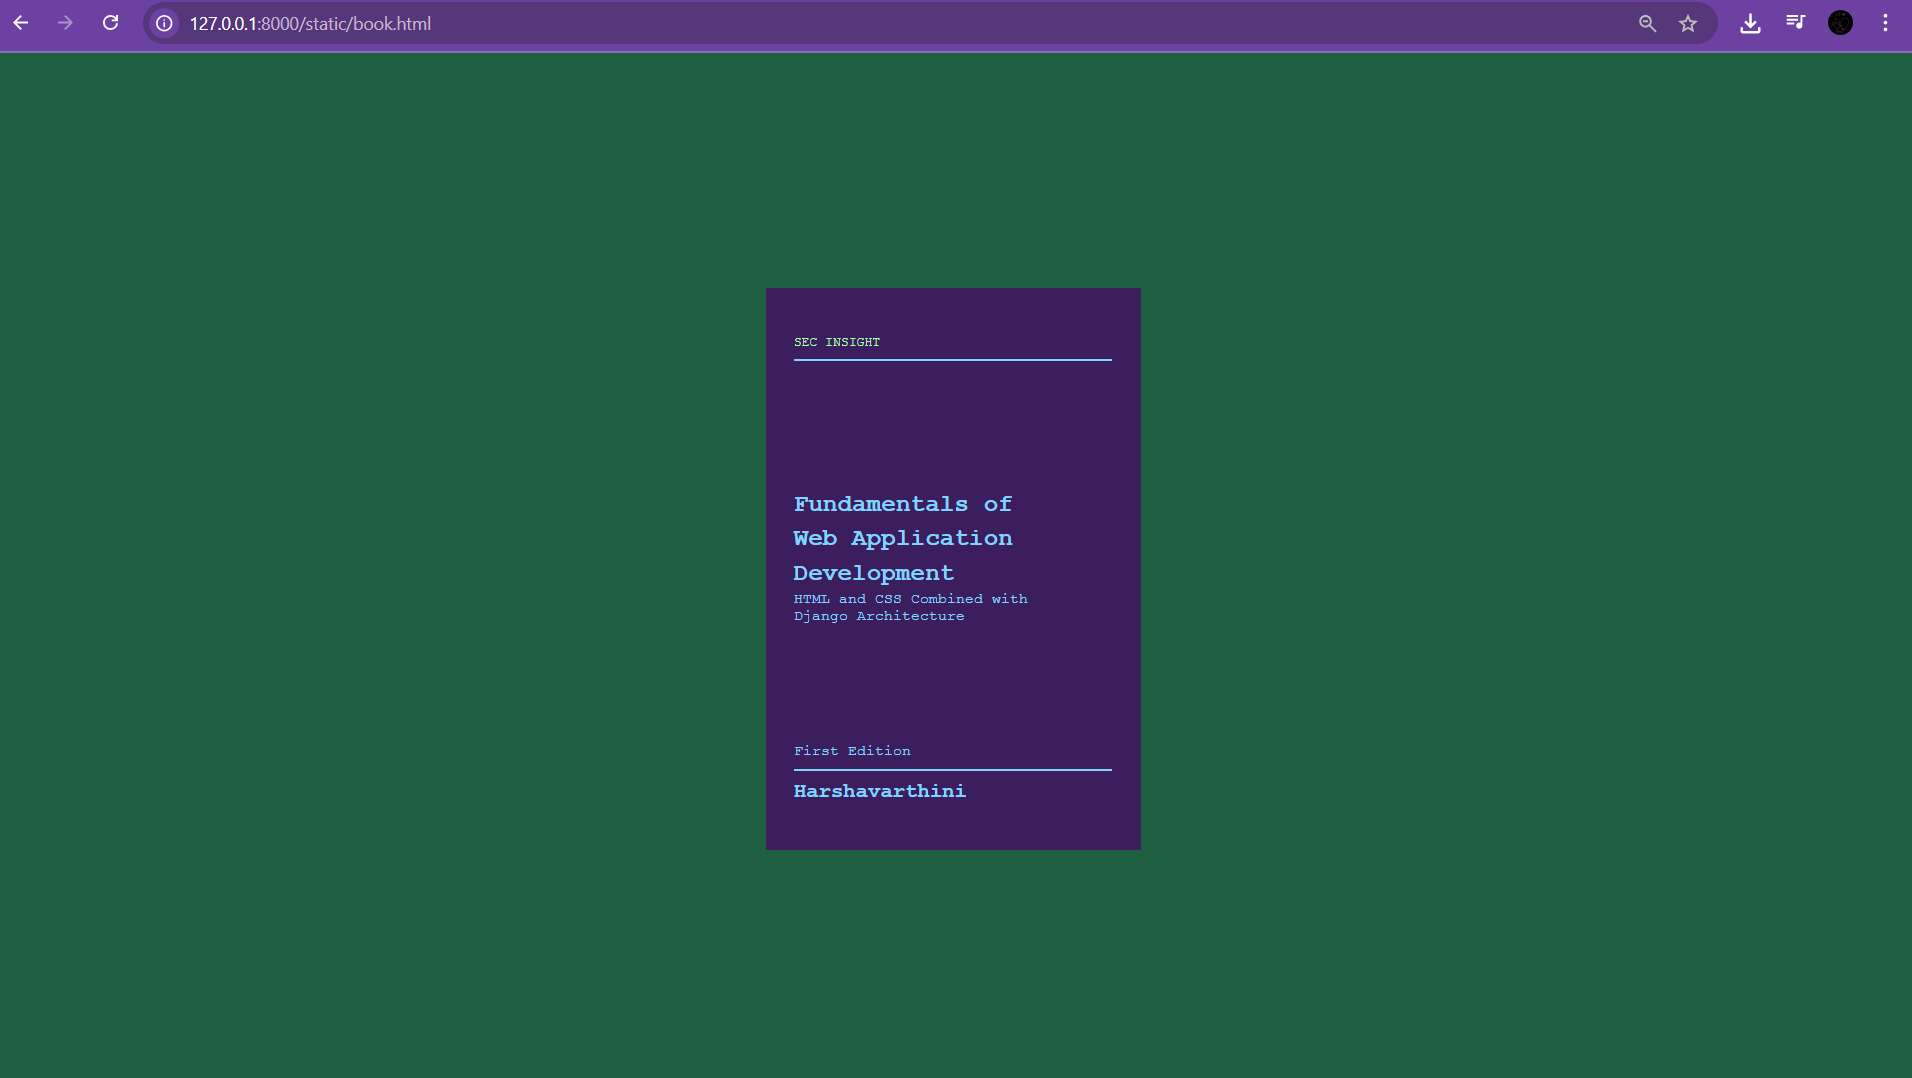 127.0.0.1:8000/static/book.html
SEC INSIGHT
Fundamentals of
Web Application
Development
HTML and CSS Combined with
Django Architecture
First Edition
Harshavarthini